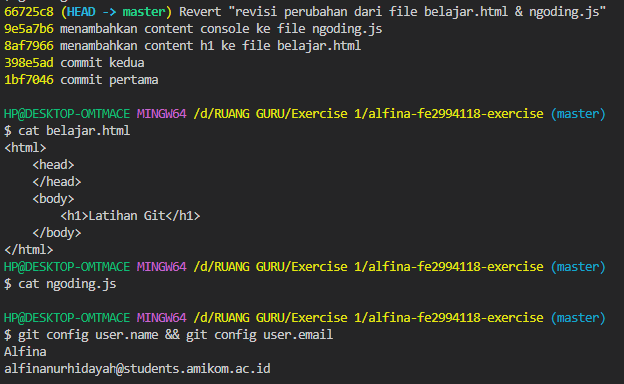 66725c8 (HEAD -> master) Revert "revisi perubahan dari file belajar.html & ngoding.js"
9e5a7b6 menambahkan content console ke file ngoding.js
8af7966 menambahkan content h1 ke file belajar.html
398e5ad commit kedua
1bf7046 commit pertama

HP@DESKTOP-OMTMACE MINGW64 /d/RUANG GURU/Exercise 1/alfina-fe2994118-exercise (master)
$ cat belajar.html
<html>
    <head>
    </head>
    <body>
        <h1>Latihan Git</h1>
    </body>
</html>
HP@DESKTOP-OMTMACE MINGW64 /d/RUANG GURU/Exercise 1/alfina-fe2994118-exercise (master)
$ cat ngoding.js

HP@DESKTOP-OMTMACE MINGW64 /d/RUANG GURU/Exercise 1/alfina-fe2994118-exercise (master)
$ git config user.name && git config user.email
Alfina
alfinanurhidayah@students.amikom.ac.id